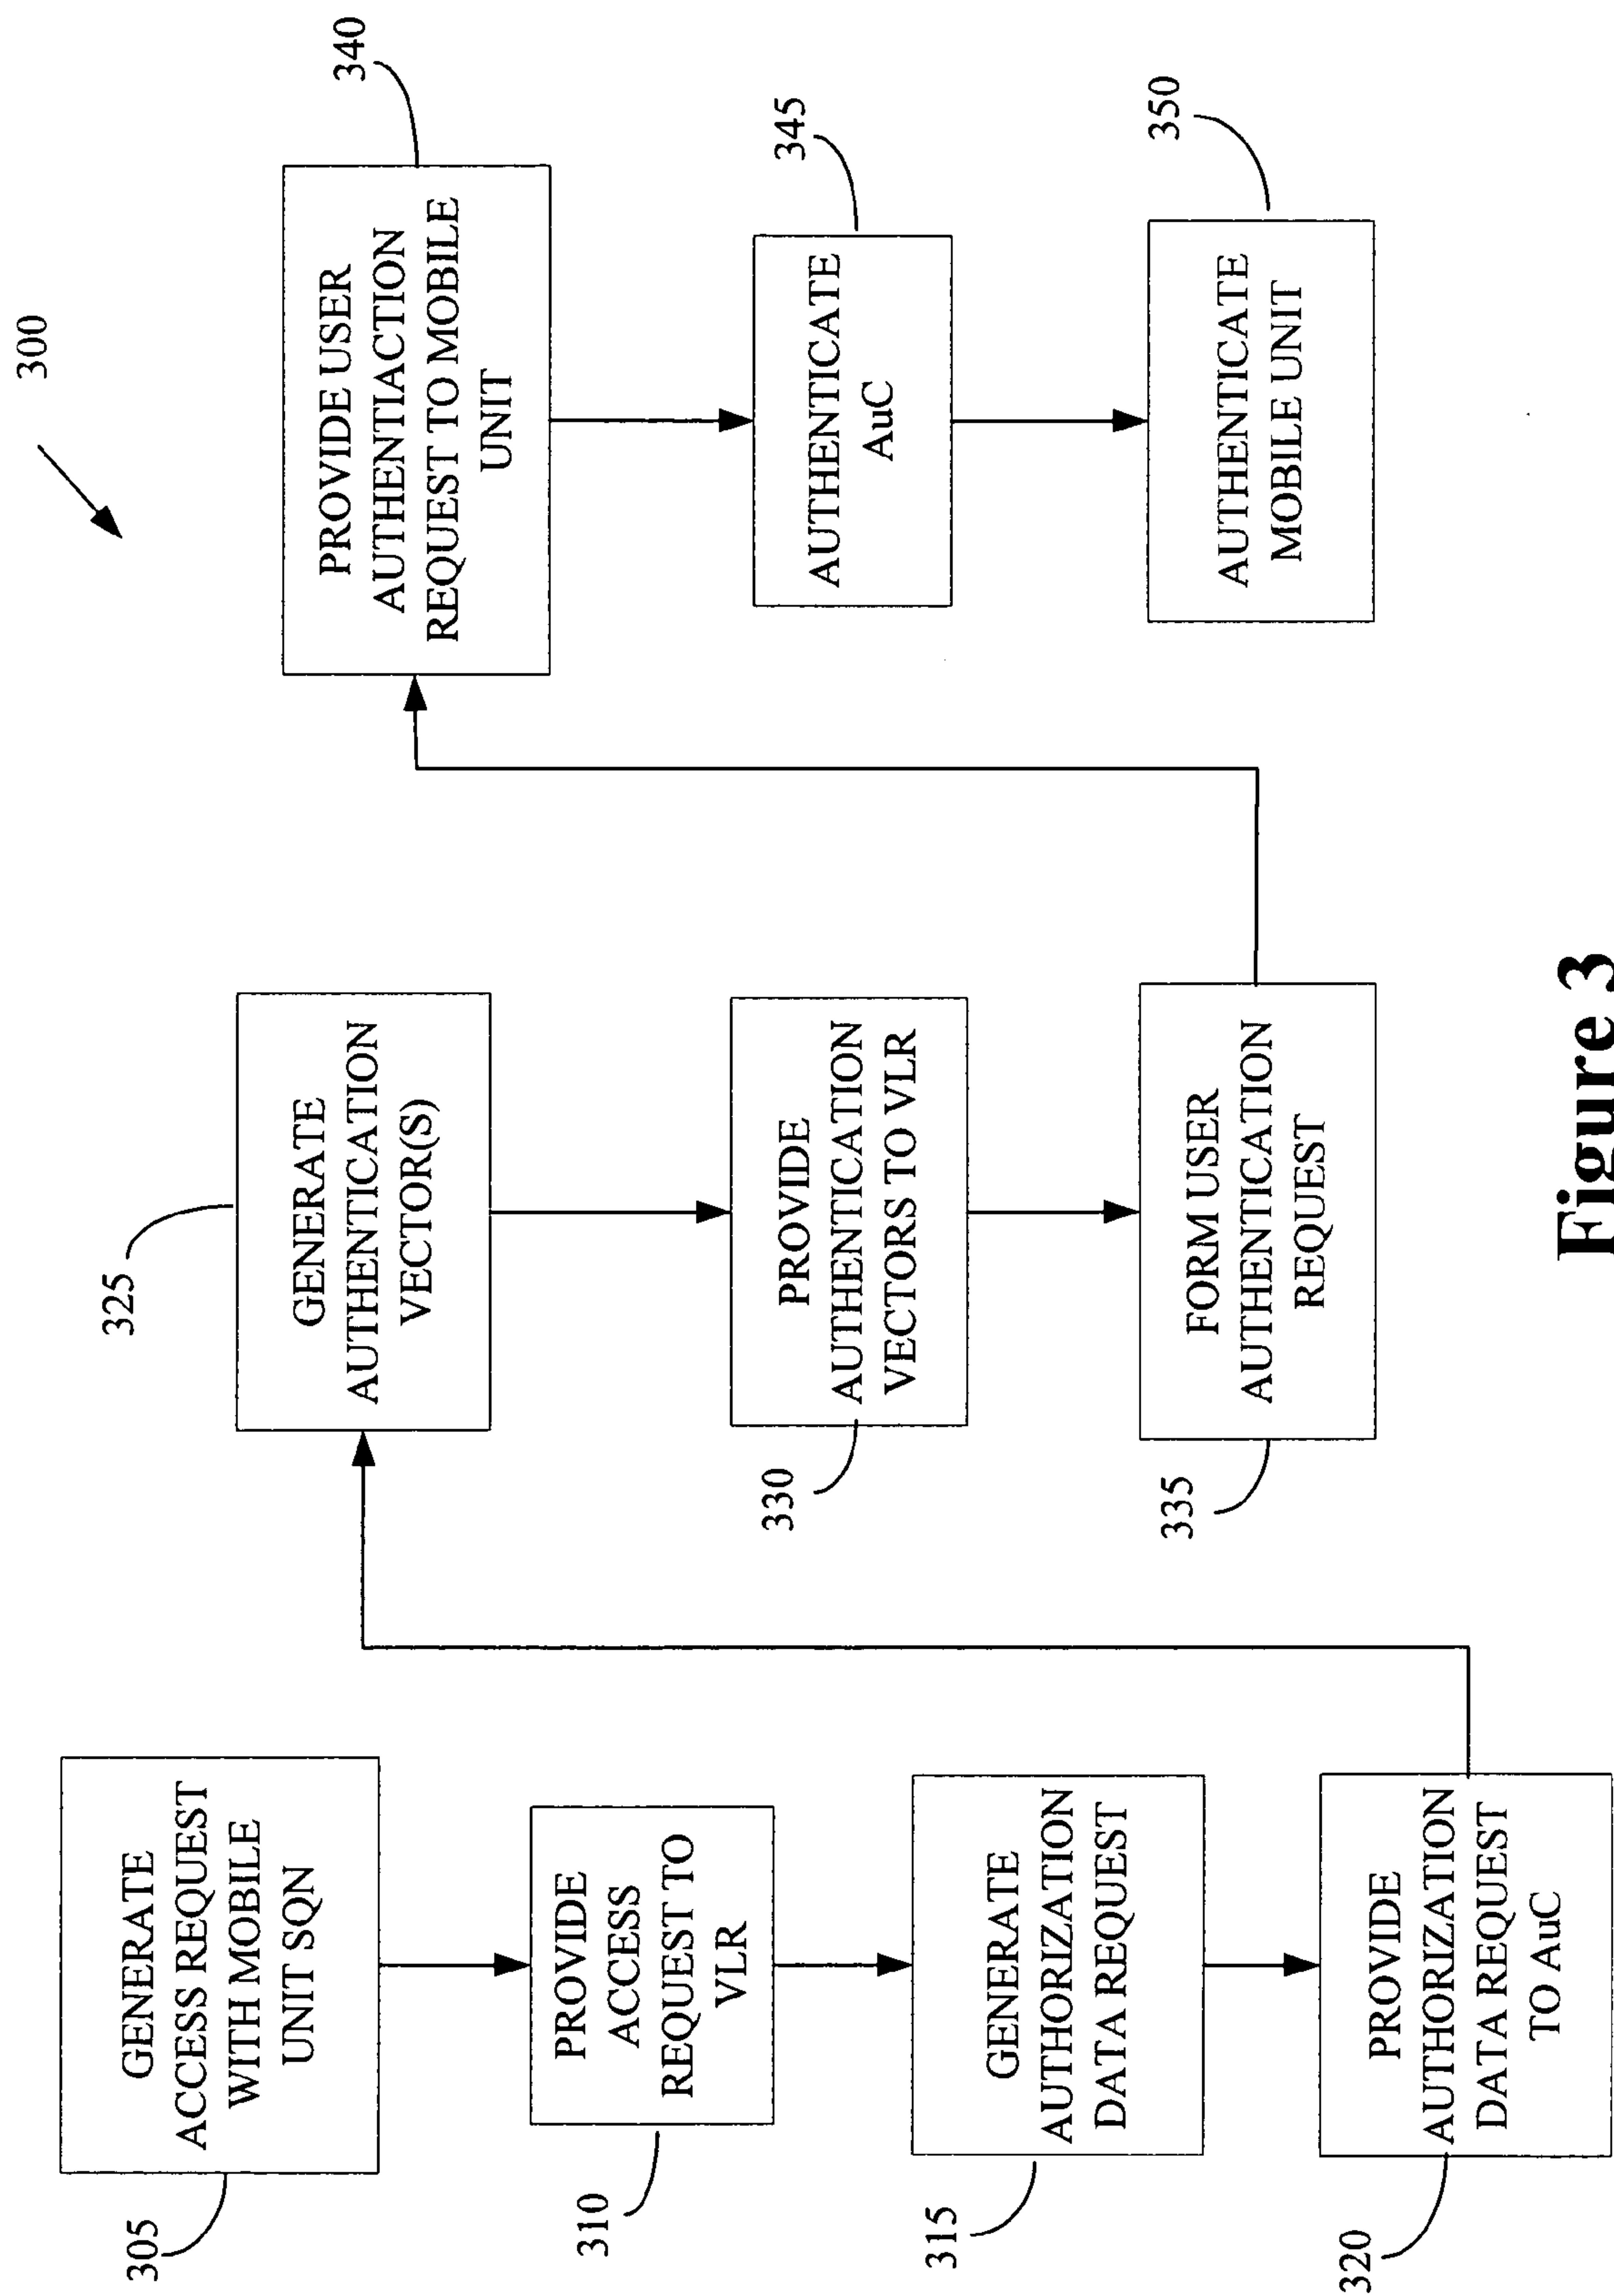 300
305
GENERATE
ACCESS REQUEST
WITH MOBILE
UNIT SQN
310
PROVIDE
ACCESS
REQUEST TO
VLR
315
GENERATE
AUTHORIZATION
DATA REQUEST
320
PROVIDE
AUTHORIZATION
DATA REQUEST
TO AuC
325
GENERATE
AUTHENTICATION
VECTOR(S)
330
PROVIDE
AUTHENTICATION
VECTORS TO VLR
335
FORM USER
AUTHENTICATION
REQUEST
340
PROVIDE USER
AUTHENTIACTION
REQUEST TO MOBILE
UNIT
345
AUTHENTICATE
AuC
350
AUTHENTICATE
MOBILE UNIT
Figure 3